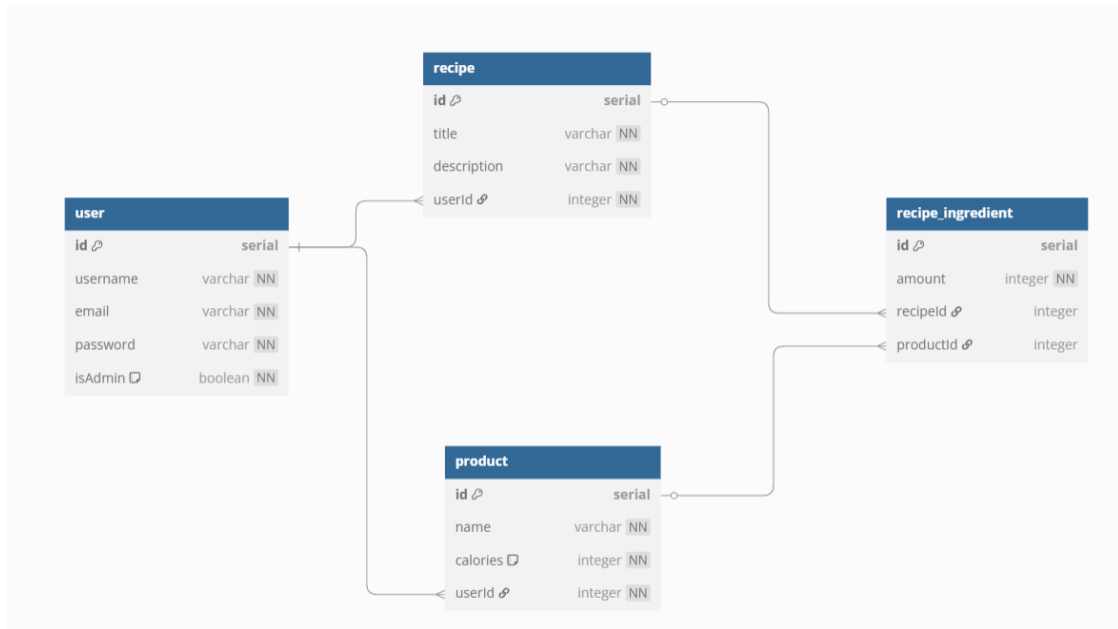 recipe
id serial
title varchar NN
description varchar NN
userId integer NN
user
id serial
username varchar NN
email varchar NN
password varchar NN
isAdmin boolean NN
recipe_ingredient
id serial
amount integer NN
recipeId integer
productId integer
product
id serial
name varchar NN
calories integer NN
userId integer NN